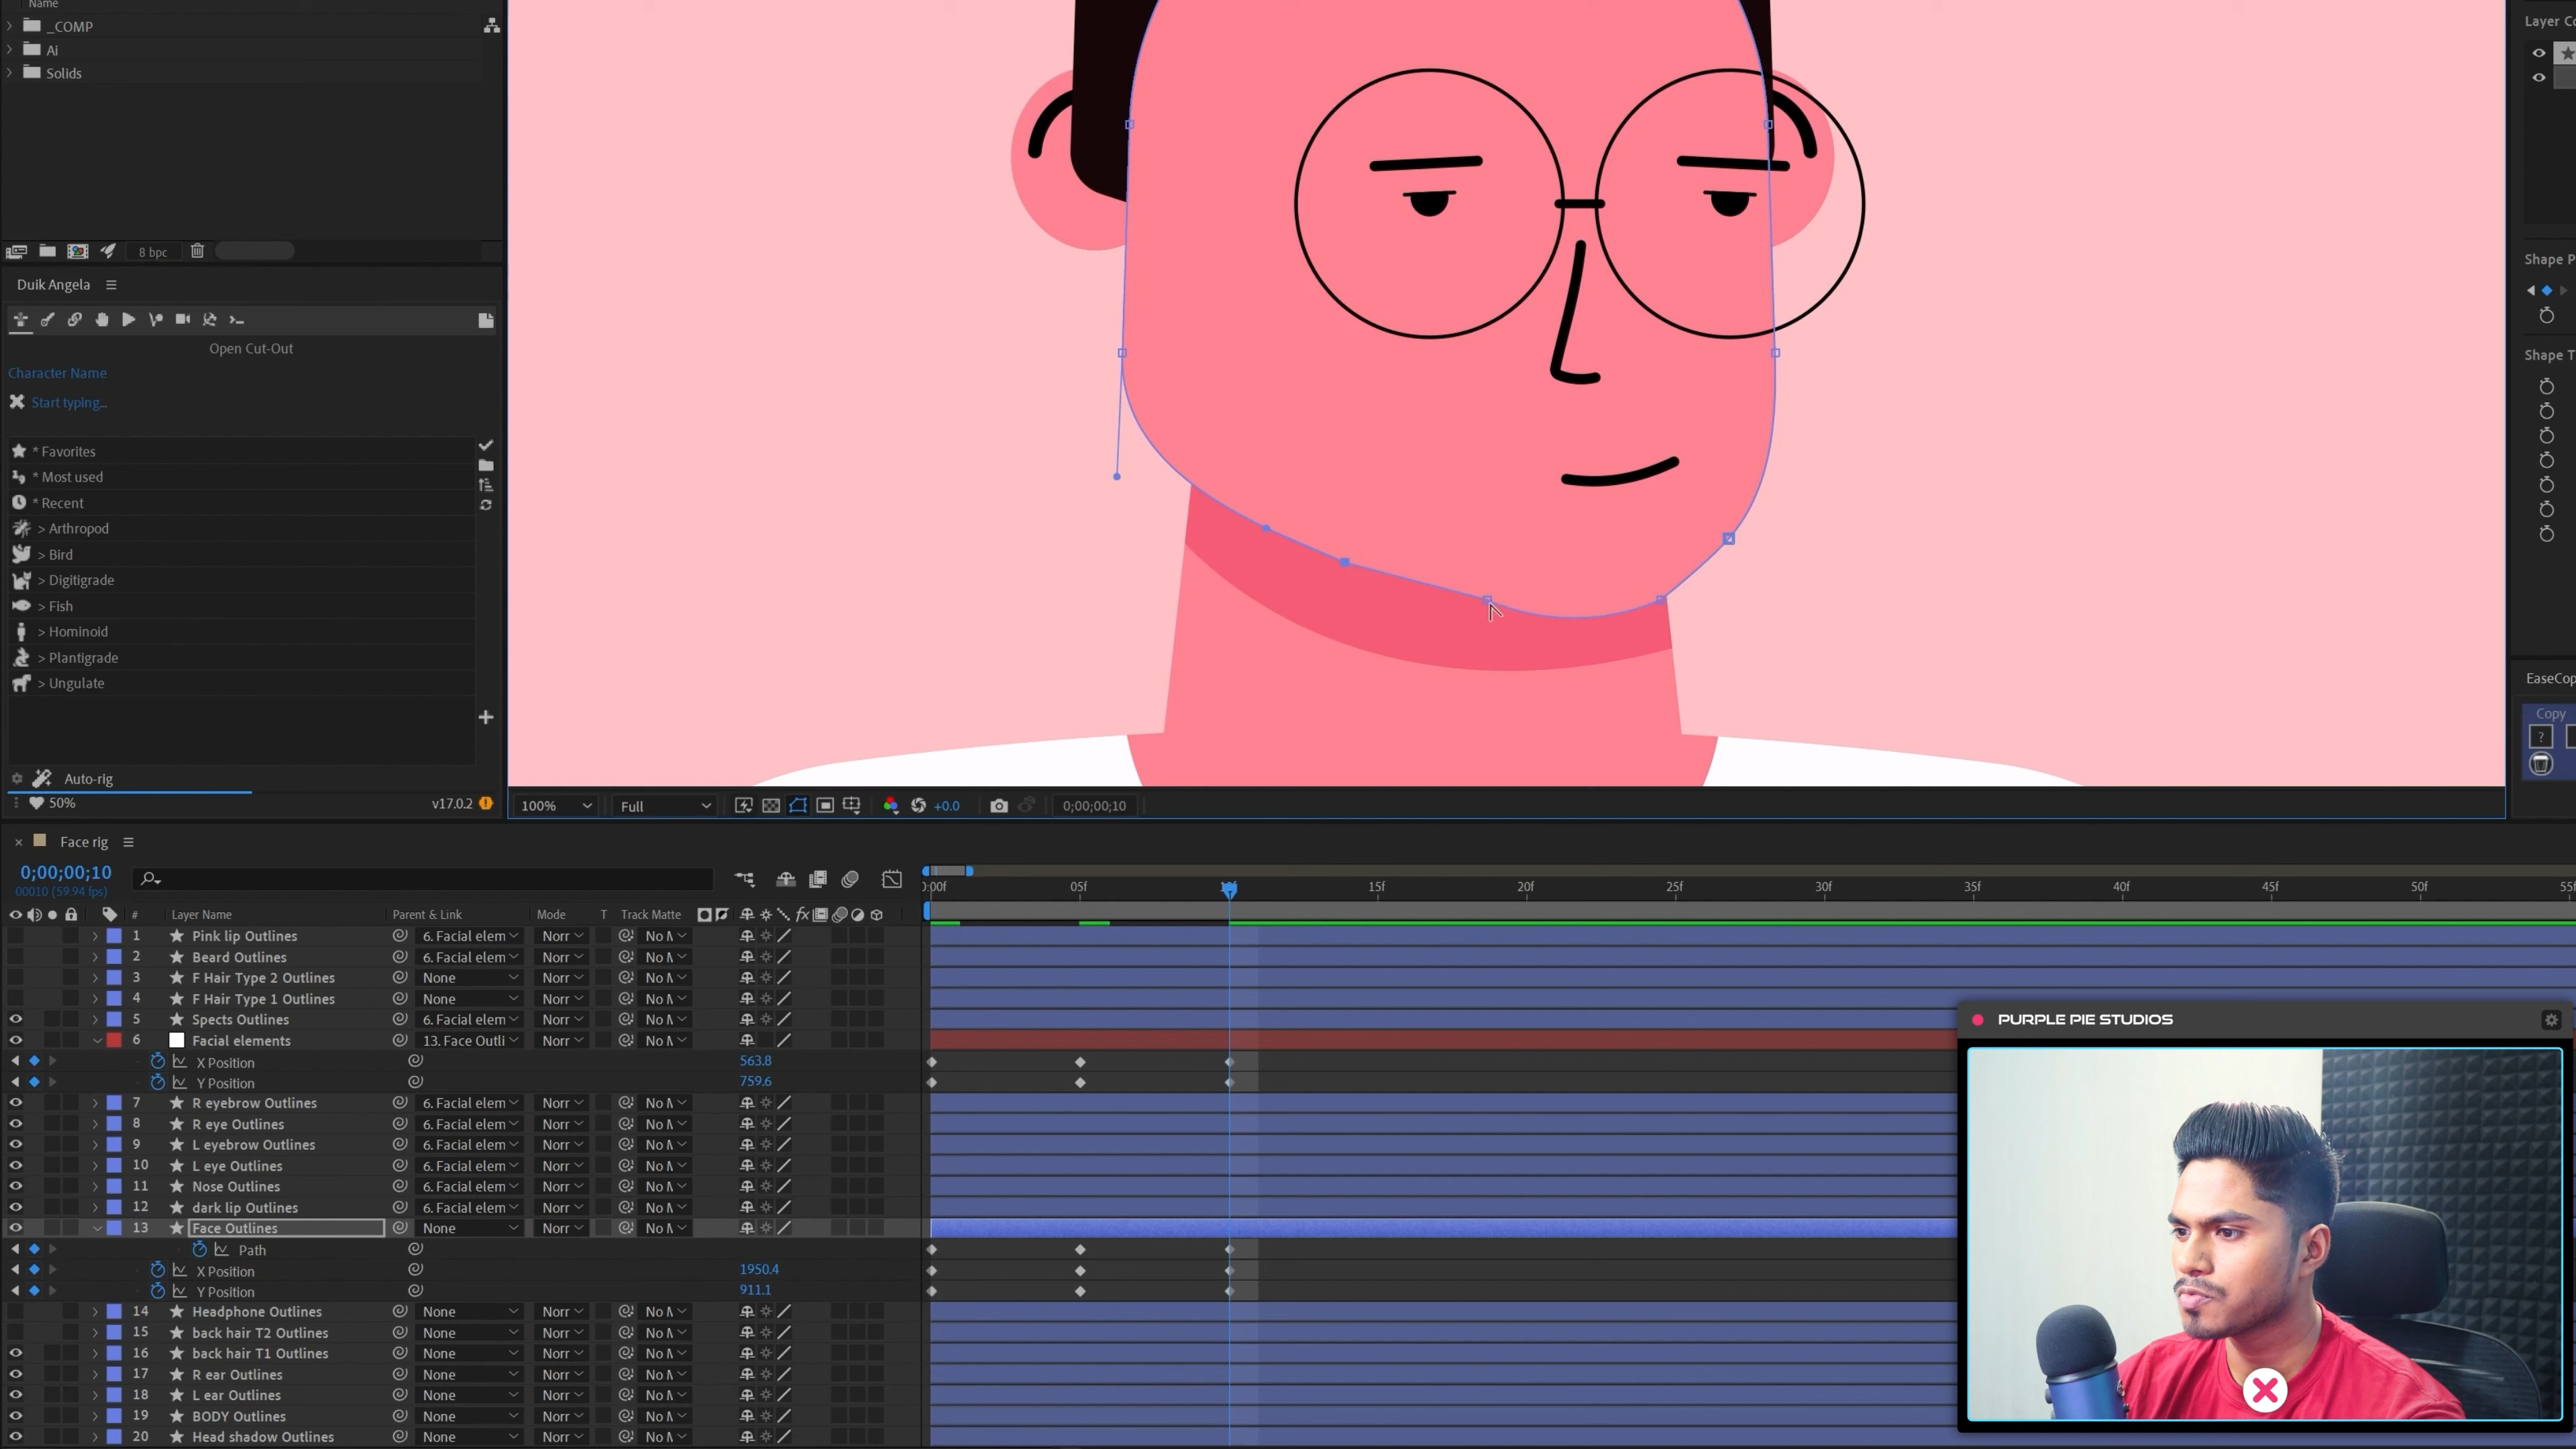 Name
_COMP
Ai
Solids
8 bpc
Duik Angela
Open Cut-Out
Character Name
Start typing...
* Favorites
* Most used
* Recent
> Arthropod
> Bird
> Digitigrade
> Fish
> Hominoid
> Plantigrade
> Ungulate
Auto-rig
50%
v17.0.2
100%
Full
+0.0
0;00;00;10
Layer Co
Shape P
Shape T
EaseCop
Copy
?
Face rig
0;00;00;10
00010 (59.94 fps)
0:00f 05f 15f 20f 25f 30f 35f 40f 45f 50f 55f
# Layer Name Parent & Link Mode T Track Matte
1 Pink lip Outlines 6. Facial elem Norr No
2 Beard Outlines 6. Facial elem Norr No
3 F Hair Type 2 Outlines None Norr No
4 F Hair Type 1 Outlines None Norr No
5 Spects Outlines 6. Facial elem Norr No
6 Facial elements 13. Face Outli Norr No
X Position 563.8
Y Position 759.6
7 R eyebrow Outlines 6. Facial elem Norr No
8 R eye Outlines 6. Facial elem Norr No
9 L eyebrow Outlines 6. Facial elem Norr No
10 L eye Outlines 6. Facial elem Norr No
11 Nose Outlines 6. Facial elem Norr No
12 dark lip Outlines 6. Facial elem Norr No
13 Face Outlines None Norr No
Path
X Position 1950.4
Y Position 911.1
14 Headphone Outlines None Norr No
15 back hair T2 Outlines None Norr No
16 back hair T1 Outlines None Norr No
17 R ear Outlines None Norr No
18 L ear Outlines None Norr No
19 BODY Outlines None Norr No
20 Head shadow Outlines None Norr No
PURPLE PIE STUDIOS